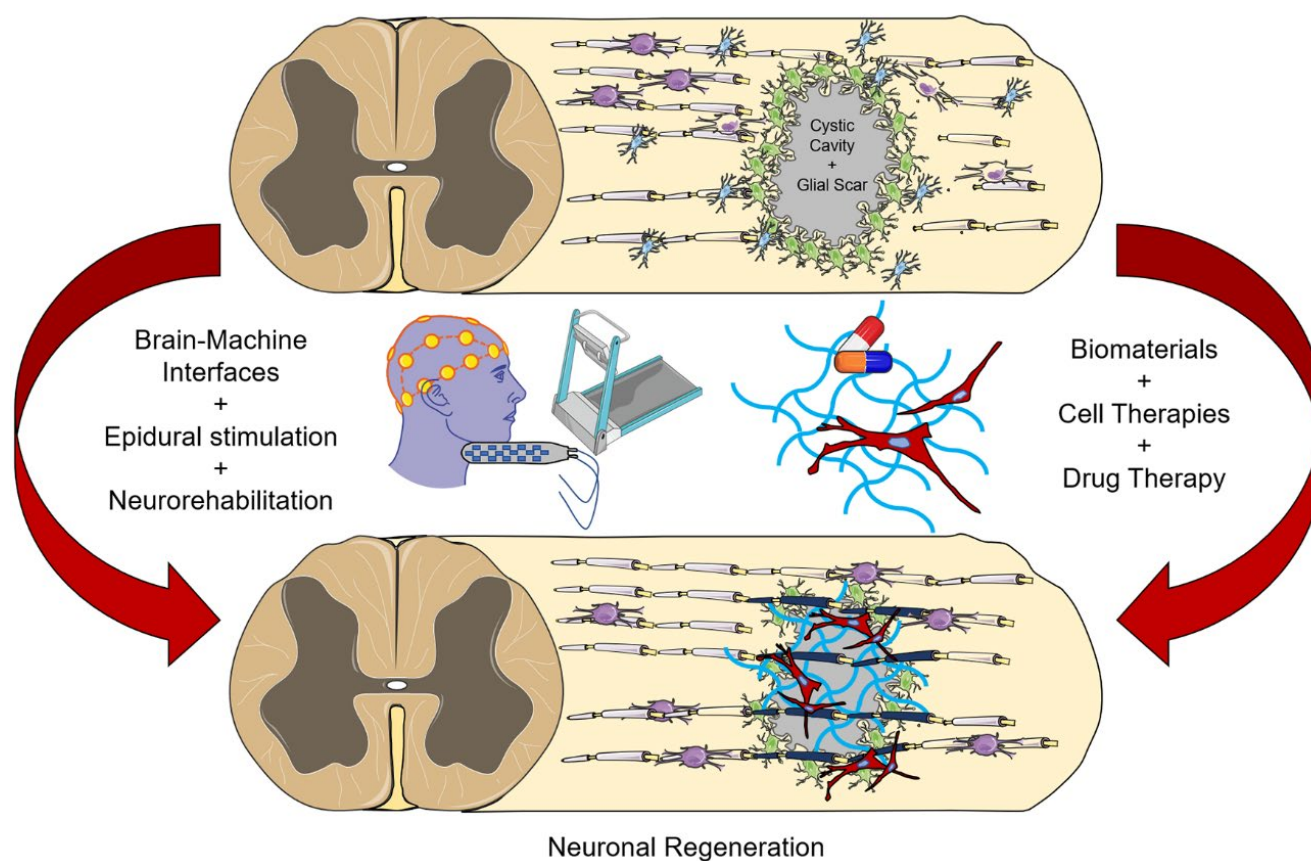 Cystic
Cavity
+
Glial Scar
Brain-Machine
Interfaces
+
Epidural stimulation
+
Neurorehabilitation
Biomaterials
+
Cell Therapies
+
Drug Therapy
Neuronal Regeneration